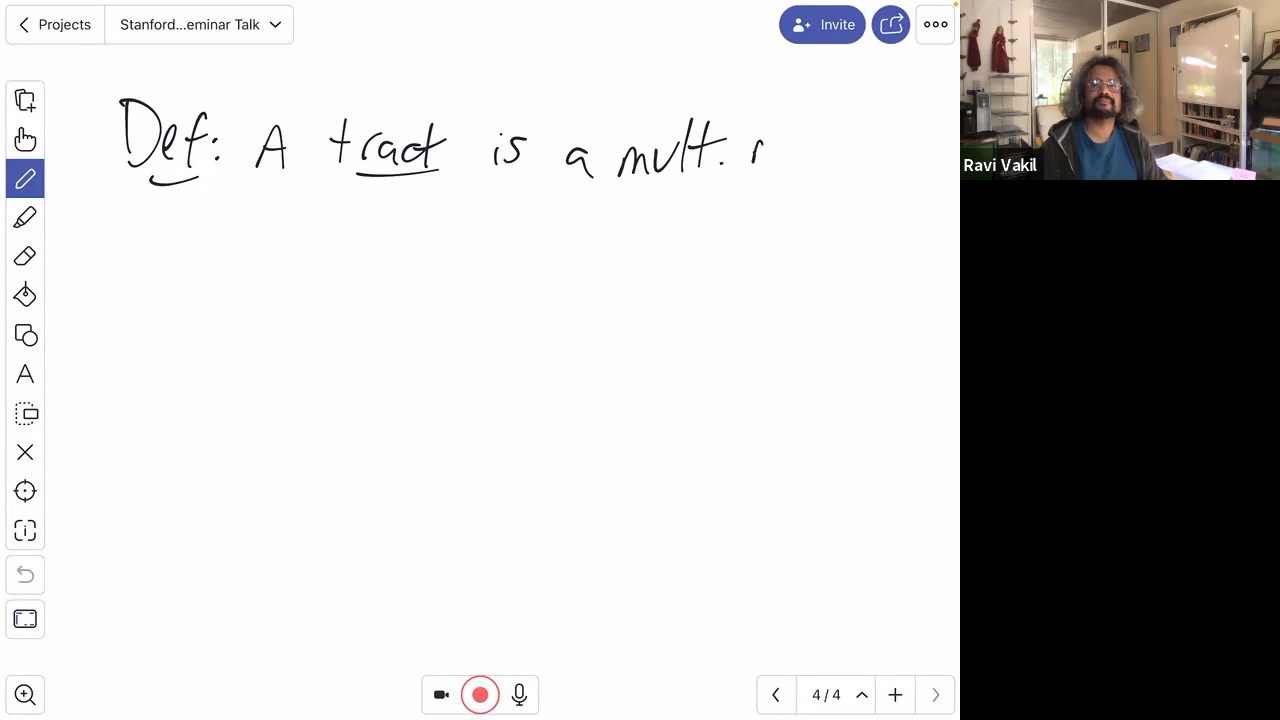 Projects
Stanford...eminar Talk
Invite
Def: A tract is a mult.
Ravi Vakil
A
4/4